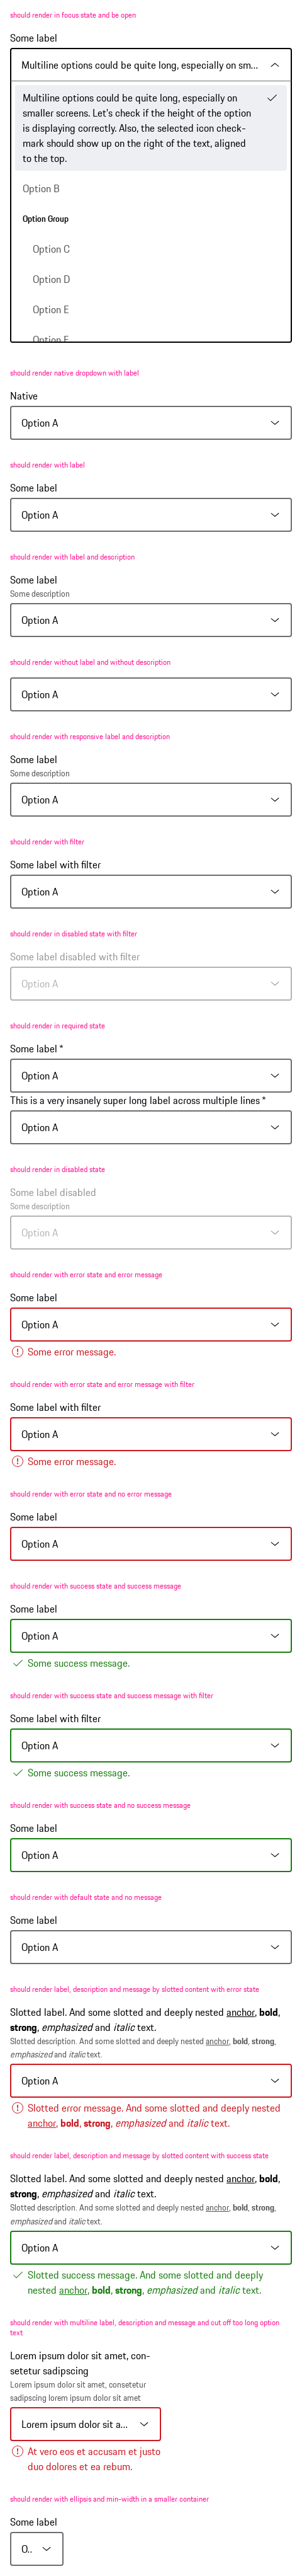 should render in focus state and be open
Some label
Multiline options could be quite long, especially on sm...
Multiline options could be quite long, especially on
smaller screens. Let's check if the height of the option
is displaying correctly. Also, the selected icon check-
mark should show up on the right of the text, aligned
to the top.
Option B
Option Group
Option C
Option D
Option E
Option F
should render native dropdown with label
Native
Option A
should render with label
Some label
Option A
should render with label and description
Some label
Some description
Option A
should render without label and without description
Option A
should render with responsive label and description
Some label
Some description
Option A
should render with filter
Some label with filter
Option A
should render in disabled state with filter
Some label disabled with filter
Option A
should render in required state
Some label *
Option A
This is a very insanely super long label across multiple lines *
Option A
should render in disabled state
Some label disabled
Some description
Option A
should render with error state and error message
Some label
Option A
Some error message.
should render with error state and error message with filter
Some label with filter
Option A
Some error message.
should render with error state and no error message
Some label
Option A
should render with success state and success message
Some label
Option A
Some success message.
should render with success state and success message with filter
Some label with filter
Option A
Some success message.
should render with success state and no success message
Some label
Option A
should render with default state and no message
Some label
Option A
should render label, description and message by slotted content with error state
Slotted label. And some slotted and deeply nested anchor, bold,
strong, emphasized and italic text.
Slotted description. And some slotted and deeply nested anchor, bold, strong,
emphasized and italic text.
Option A
Slotted error message. And some slotted and deeply nested
anchor, bold, strong, emphasized and italic text.
should render label, description and message by slotted content with success state
Slotted label. And some slotted and deeply nested anchor, bold,
strong, emphasized and italic text.
Slotted description. And some slotted and deeply nested anchor, bold, strong,
emphasized and italic text.
Option A
Slotted success message. And some slotted and deeply
nested anchor, bold, strong, emphasized and italic text.
should render with multiline label, description and message and cut off too long option
text
Lorem ipsum dolor sit amet, con-
setetur sadipscing
Lorem ipsum dolor sit amet, consetetur
sadipscing lorem ipsum dolor sit amet
Lorem ipsum dolor sit a...
At vero eos et accusam et justo
duo dolores et ea rebum.
should render with ellipsis and min-width in a smaller container
Some label
O..